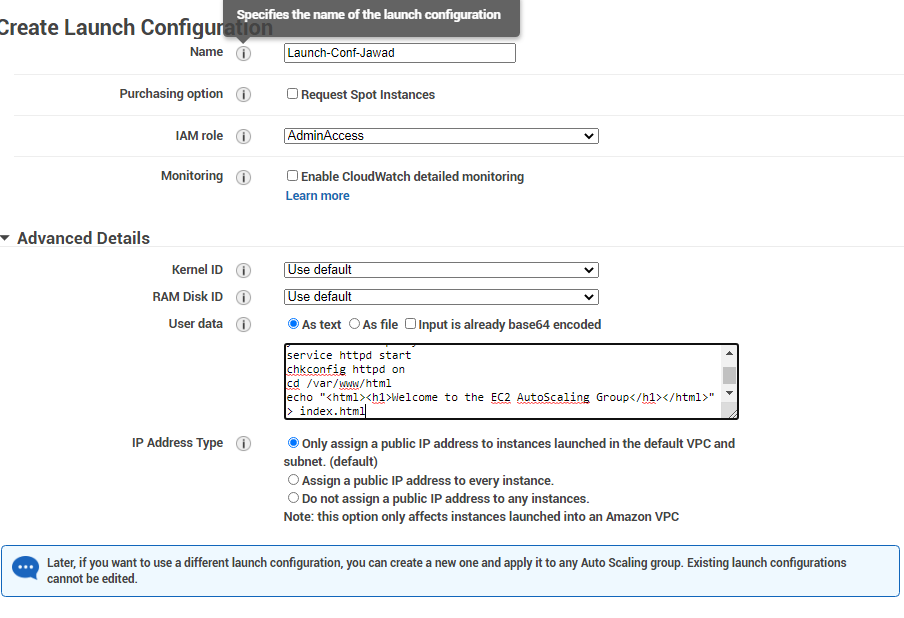 Specifies the name of the launch configuration
Create Launch Configuration
Name i Launch-Conf-Jawad
Purchasing option i Request Spot Instances
IAM role i AdminAccess
Monitoring i Enable CloudWatch detailed monitoring
Learn more
Advanced Details
Kernel ID i Use default
RAM Disk ID i Use default
User data i As text As file Input is already base64 encoded
service httpd start
chkconfig httpd on
cd /var/www/html
echo "<html><h1>Welcome to the EC2 AutoScaling Group</h1></html>"
> index.html
IP Address Type i Only assign a public IP address to instances launched in the default VPC and
subnet. (default)
Assign a public IP address to every instance.
Do not assign a public IP address to any instances.
Note: this option only affects instances launched into an Amazon VPC
Later, if you want to use a different launch configuration, you can create a new one and apply it to any Auto Scaling group. Existing launch configurations
cannot be edited.